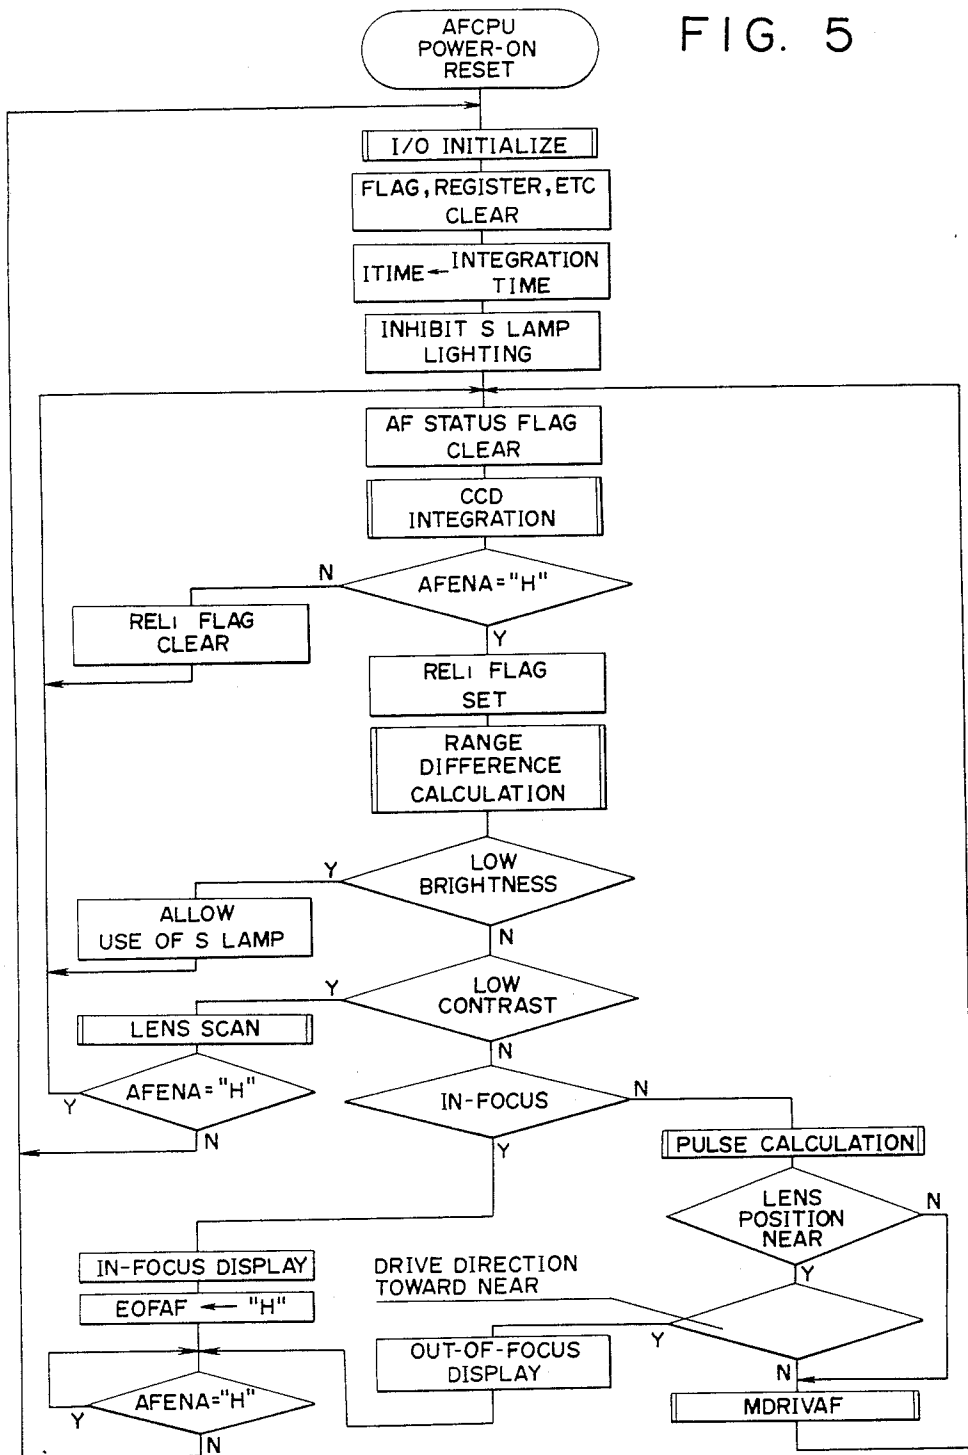 FIG. 5
AFCPU
POWER-ON
RESET
I/O INITIALIZE
FLAG, REGISTER, ETC
CLEAR
ITIME ← INTEGRATION
TIME
INHIBIT S LAMP
LIGHTING
AF STATUS FLAG
CLEAR
CCD
INTEGRATION
AFENA="H"
N
Y
REL1 FLAG
CLEAR
REL1 FLAG
SET
RANGE
DIFFERENCE
CALCULATION
LOW
BRIGHTNESS
Y
N
ALLOW
USE OF S LAMP
LOW
CONTRAST
Y
N
LENS SCAN
AFENA="H"
Y
N
IN-FOCUS
N
Y
PULSE CALCULATION
LENS
POSITION
NEAR
N
Y
IN-FOCUS DISPLAY
DRIVE DIRECTION
TOWARD NEAR
EOFAF ← "H"
Y
N
OUT-OF-FOCUS
DISPLAY
AFENA="H"
Y
N
MDRIVAF